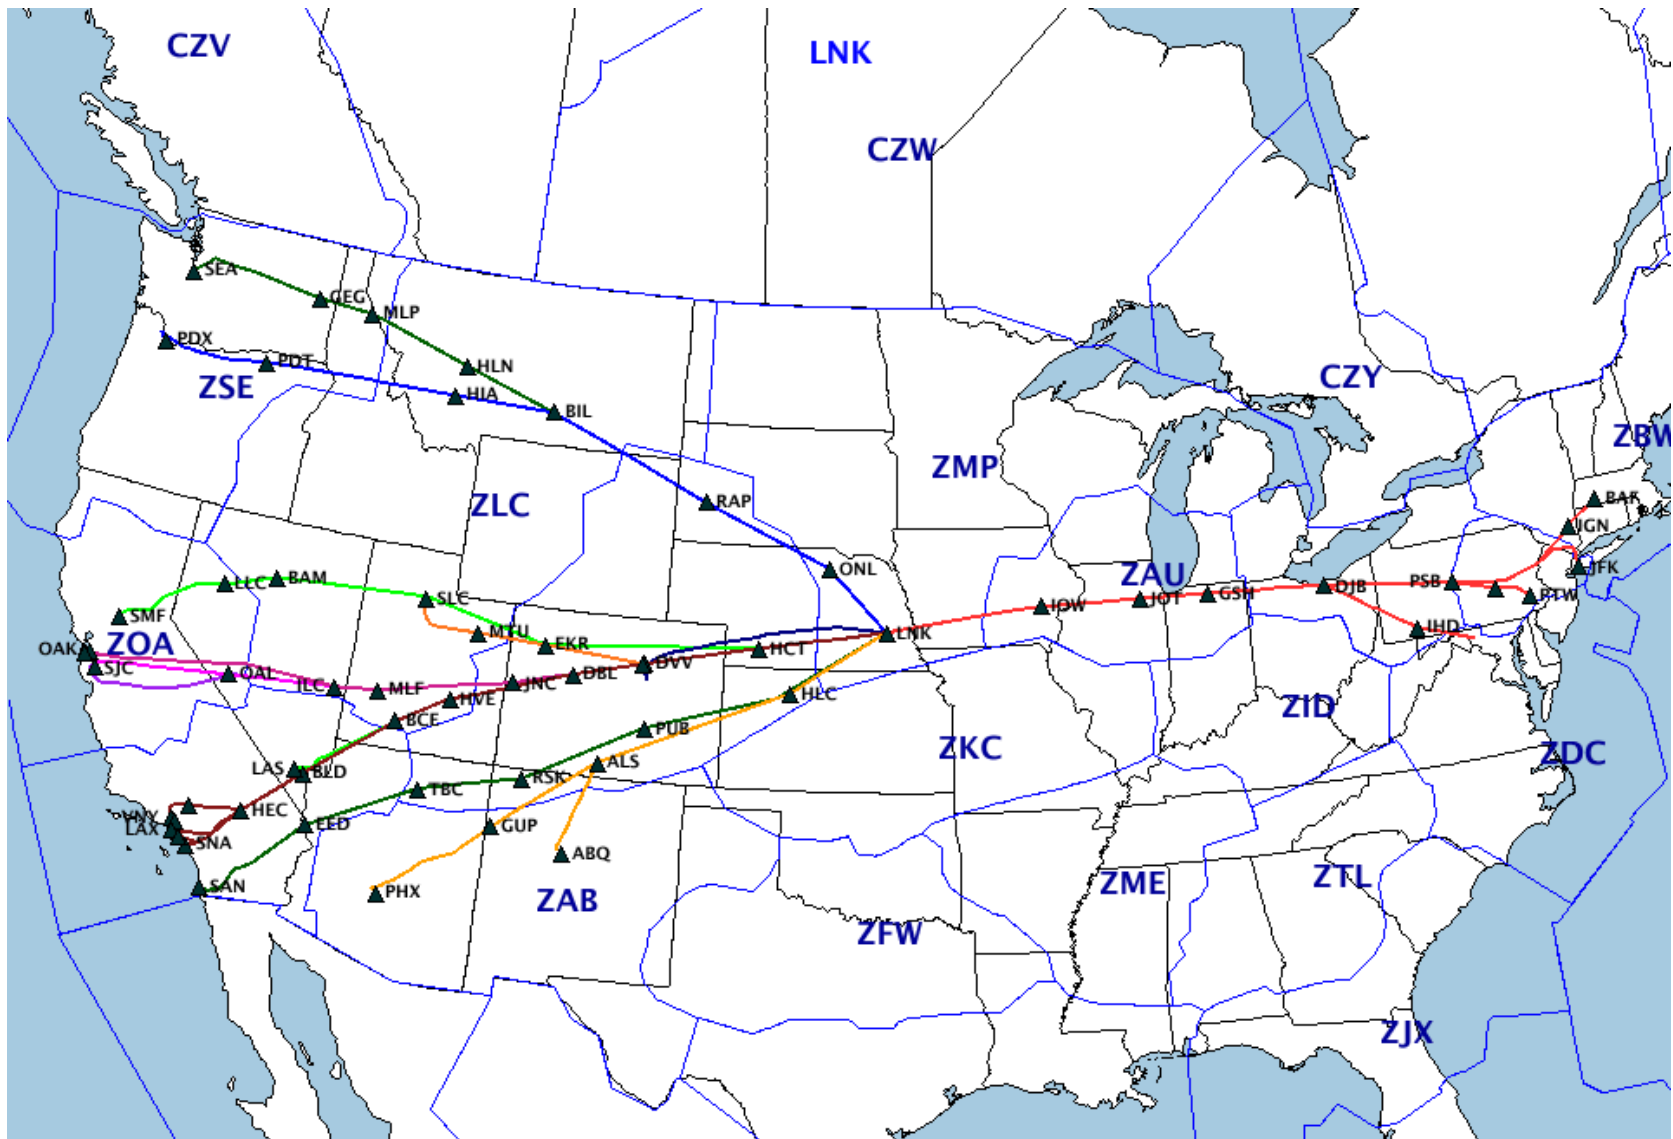 CZV
LNK
CZW
SEA
GEG
MLP
PDX
PDT
HLN
CZY
ZSE
HIA
BIL
ZBW
ZMP
ZLC
RAP
BAF
IGN
ONL
ZAU
JFK
LLC
BAM
DJB
PSB
GSH
JOT
IOW
PTW
SLC
SMF
IHD
MTU
LNK
OAK
ZOA
EKR
HCT
SJC
OAL
DVV
DBL
ILC
MLF
JNC
HVE
HLC
ZID
BCE
PUB
ZKC
ZDC
LAS
BLD
ALS
RSK
TBC
HEC
VNY
LAX
EED
GUP
SNA
ABQ
SAN
PHX
ZME
ZTL
ZAB
ZFW
ZJX